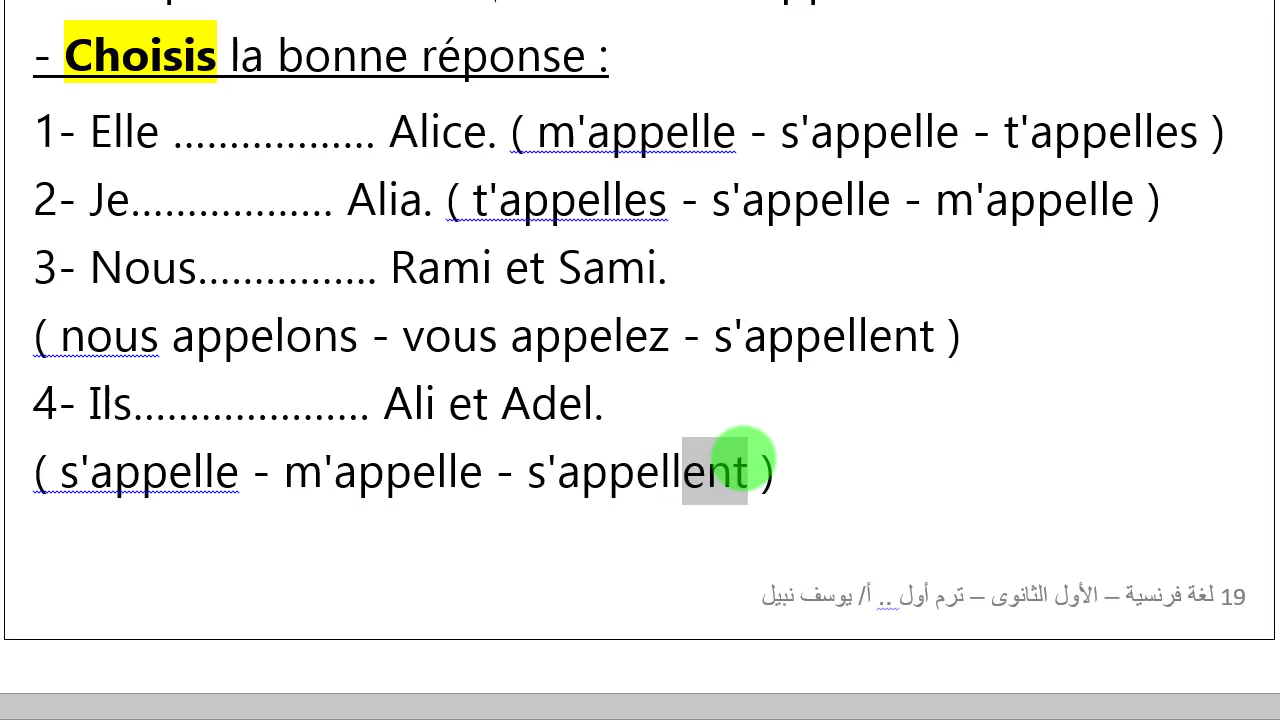 - Choisis la bonne réponse :
1- Elle .................. Alice. ( m'appelle - s'appelle - t'appelles )
2- Je.................. Alia. ( t'appelles - s'appelle - m'appelle )
3- Nous................ Rami et Sami.
( nous appelons - vous appelez - s'appellent )
4- Ils..................... Ali et Adel.
( s'appelle - m'appelle - s'appellent )
19 لغة فرنسية – الأول الثانوى – ترم أول .. أ/ يوسف نبيل